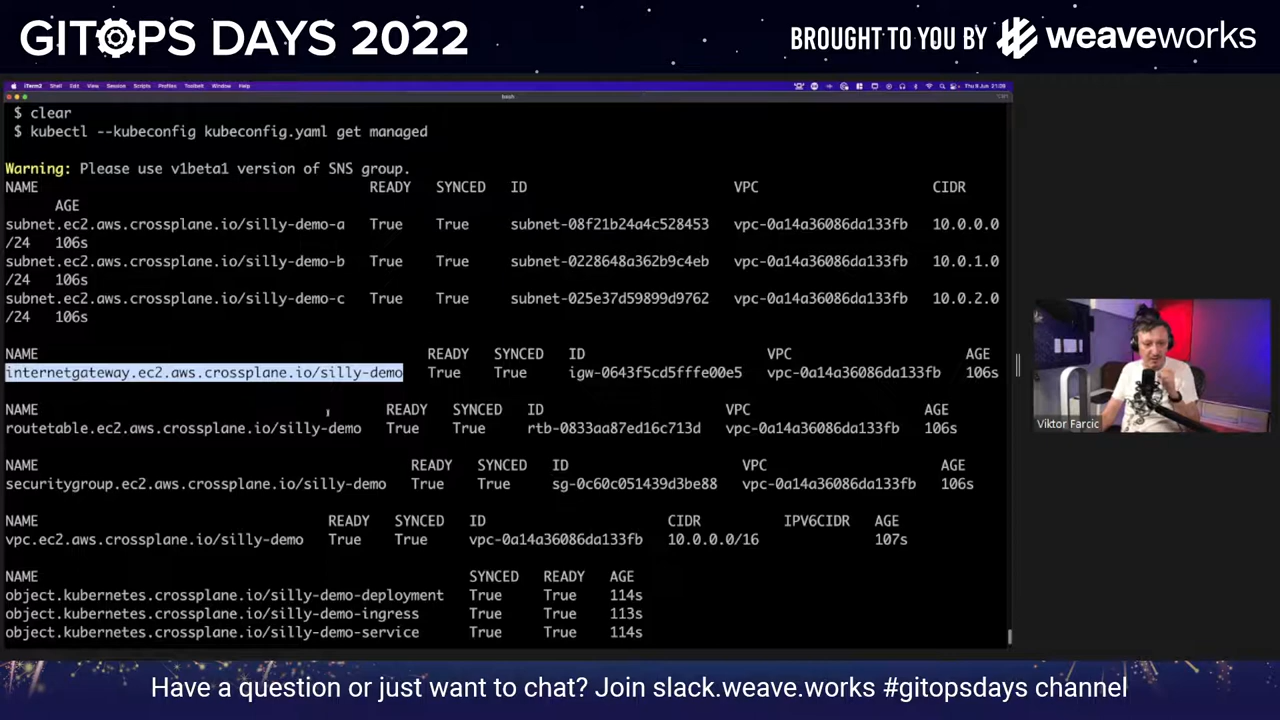 GITOPS DAYS 2022
BROUGHT TO YOU BY weaveworks
iTerm2 Shell Edit View Session Scripts Profiles Toolbelt Window Help
bash
$ clear
$ kubectl --kubeconfig kubeconfig.yaml get managed
Warning: Please use v1beta1 version of SNS group.
NAME READY SYNCED ID VPC CIDR
AGE
subnet.ec2.aws.crossplane.io/silly-demo-a True True subnet-08f21b24a4c528453 vpc-0a14a36086da133fb 10.0.0.0
/24 106s
subnet.ec2.aws.crossplane.io/silly-demo-b True True subnet-0228648a362b9c4eb vpc-0a14a36086da133fb 10.0.1.0
/24 106s
subnet.ec2.aws.crossplane.io/silly-demo-c True True subnet-025e37d59899d9762 vpc-0a14a36086da133fb 10.0.2.0
/24 106s
NAME READY SYNCED ID VPC AGE
internetgateway.ec2.aws.crossplane.io/silly-demo True True igw-0643f5cd5fffe00e5 vpc-0a14a36086da133fb 106s
NAME READY SYNCED ID VPC AGE
routetable.ec2.aws.crossplane.io/silly-demo True True rtb-0833aa87ed16c713d vpc-0a14a36086da133fb 106s
NAME READY SYNCED ID VPC AGE
securitygroup.ec2.aws.crossplane.io/silly-demo True True sg-0c60c051439d3be88 vpc-0a14a36086da133fb 106s
NAME READY SYNCED ID CIDR IPV6CIDR AGE
vpc.ec2.aws.crossplane.io/silly-demo True True vpc-0a14a36086da133fb 10.0.0.0/16 107s
NAME SYNCED READY AGE
object.kubernetes.crossplane.io/silly-demo-deployment True True 114s
object.kubernetes.crossplane.io/silly-demo-ingress True True 113s
object.kubernetes.crossplane.io/silly-demo-service True True 114s
Viktor Farcic
Have a question or just want to chat? Join slack.weave.works #gitopsdays channel